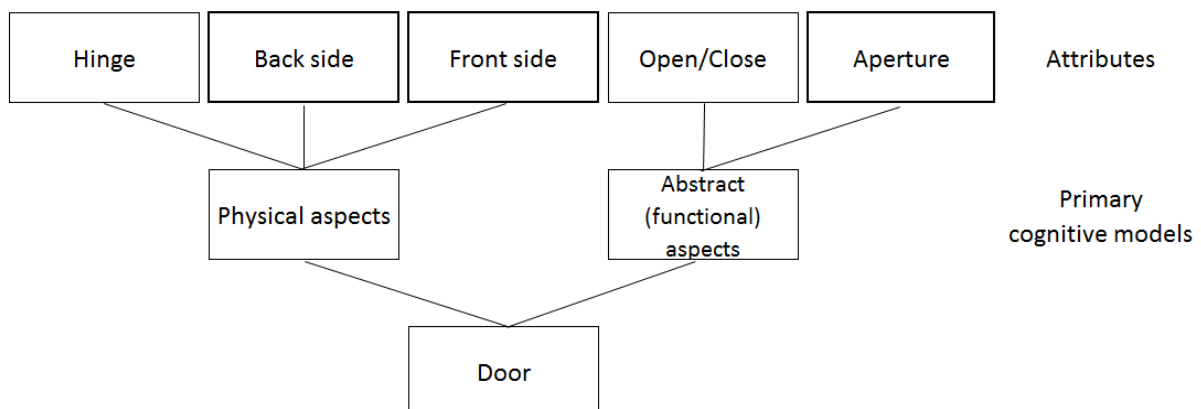 Hinge
Back side
Front side
Open/Close
Aperture
Attributes
Physical aspects
Abstract
(functional)
aspects
Primary
cognitive models
Door